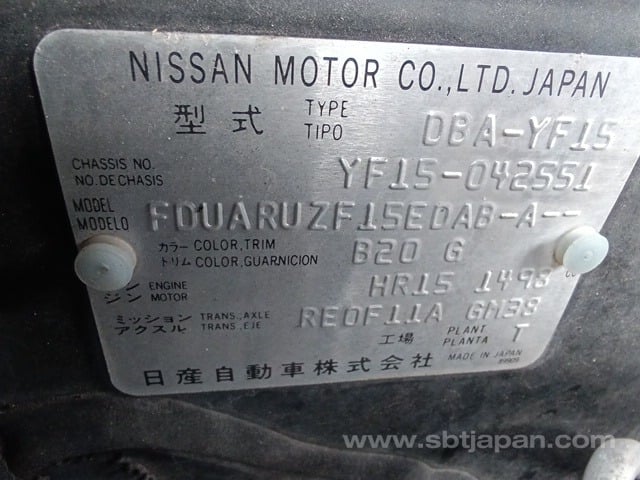 NISSAN MOTOR CO.,LTD. JAPAN
型式 TYPE TIPO DBA-YF15
CHASSIS NO. NO. DE CHASIS YF15-042551
MODEL MODELO FDUARUZF15EDAB-A--
カラー COLOR,TRIM トリム COLOR,GUARNICION B20 G
ン ENGINE ジン MOTOR HR15 1498 CC
ミッション TRANS.,AXLE アクスル TRANS.,EJE RE0F11A GM38
工場 PLANT PLANTA T
日産自動車株式会社 MADE IN JAPAN
www.sbtjapan.com